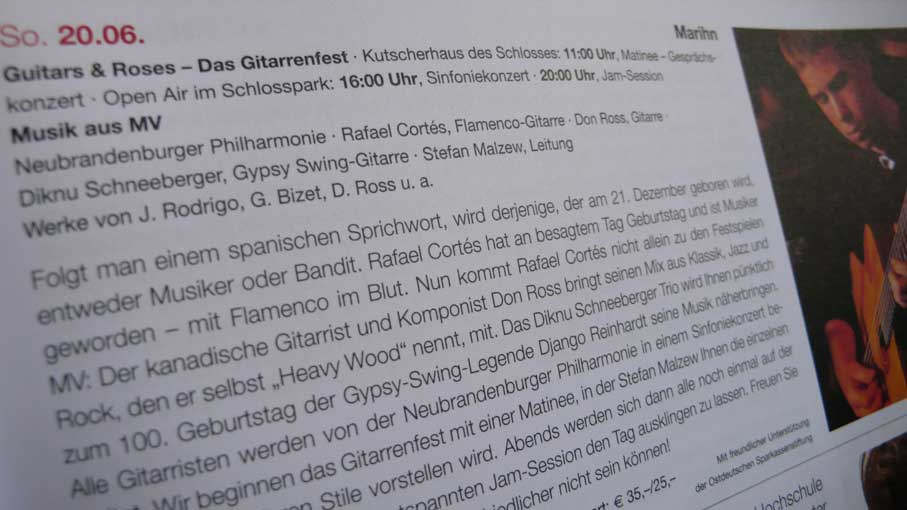 So. 20.06.
Marihn
Guitars & Roses – Das Gitarrenfest · Kutscherhaus des Schlosses: 11:00 Uhr, Matinee – Gesprächs-
konzert · Open Air im Schlosspark: 16:00 Uhr, Sinfoniekonzert · 20:00 Uhr, Jam-Session
Musik aus MV
Neubrandenburger Philharmonie · Rafael Cortés, Flamenco-Gitarre · Don Ross, Gitarre ·
Diknu Schneeberger, Gypsy Swing-Gitarre · Stefan Malzew, Leitung
Werke von J. Rodrigo, G. Bizet, D. Ross u. a.
Folgt man einem spanischen Sprichwort, wird derjenige, der am 21. Dezember geboren wird,
entweder Musiker oder Bandit. Rafael Cortés hat an besagtem Tag Geburtstag und ist Musiker
geworden – mit Flamenco im Blut. Nun kommt Rafael Cortés nicht allein zu den Festspielen
MV: Der kanadische Gitarrist und Komponist Don Ross bringt seinen Mix aus Klassik, Jazz und
Rock, den er selbst „Heavy Wood“ nennt, mit. Das Diknu Schneeberger Trio wird Ihnen pünktlich
zum 100. Geburtstag der Gypsy-Swing-Legende Django Reinhardt seine Musik näherbringen.
Alle Gitarristen werden von der Neubrandenburger Philharmonie in einem Sinfoniekonzert be-
Wir beginnen das Gitarrenfest mit einer Matinee, in der Stefan Malzew Ihnen die einzelnen
Stile vorstellen wird. Abends werden sich dann alle noch einmal auf der
Jam-Session den Tag ausklingen zu lassen. Freuen Sie
nicht sein können!
Mit freundlicher Unterstützung
der Ostdeutschen Sparkassenstiftung
€ 35,–/25,–
Hochschule